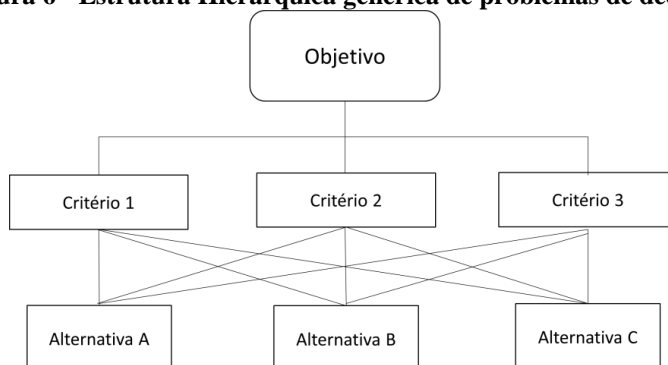 Estrutura Hierárquica genérica de problemas de
Objetivo
Critério 1
Critério 2
Critério 3
Alternativa A
Alternativa B
Alternativa C